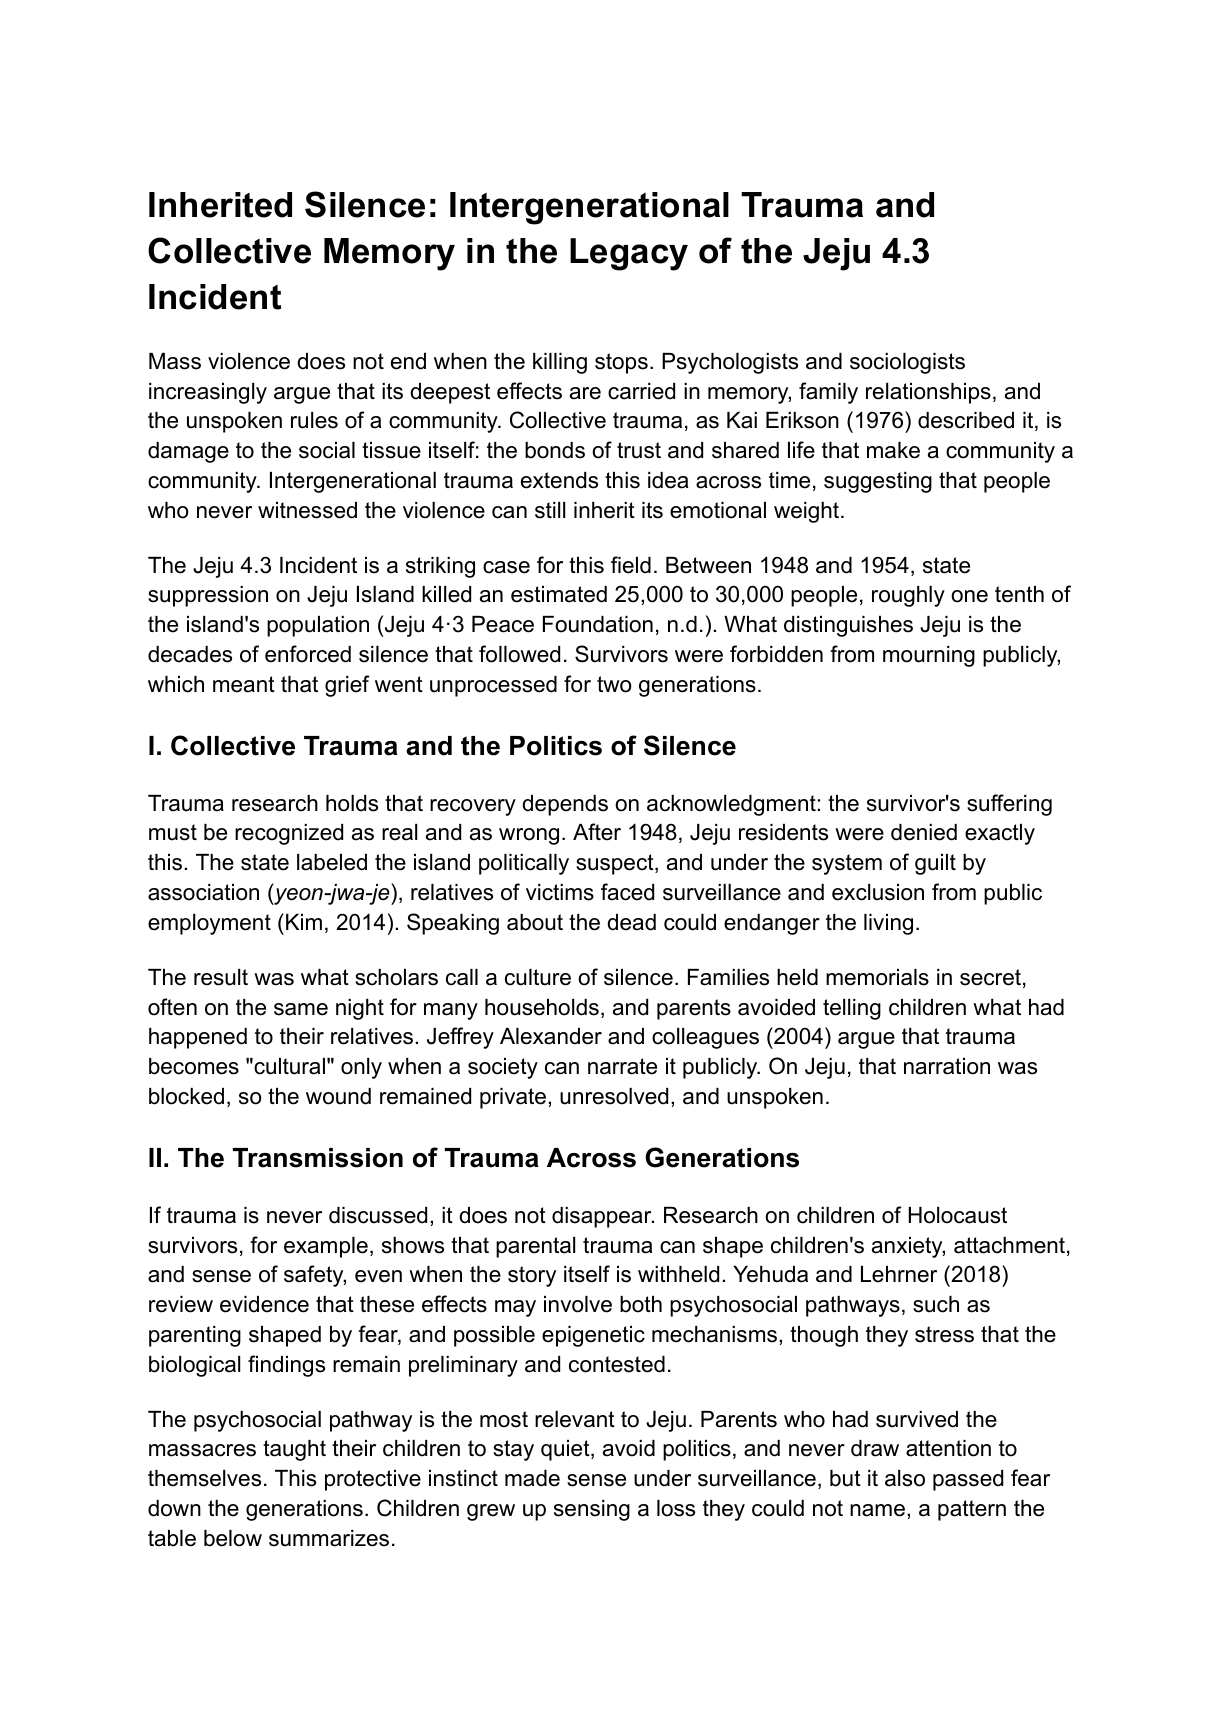 Inherited Silence: Intergenerational Trauma and
Collective Memory in the Legacy of the Jeju 4.3
Incident
Mass violence does not end when the killing stops. Psychologists and sociologists
increasingly argue that its deepest effects are carried in memory, family relationships, and
the unspoken rules of a community. Collective trauma, as Kai Erikson (1976) described it, is
damage to the social tissue itself: the bonds of trust and shared life that make a community a
community. Intergenerational trauma extends this idea across time, suggesting that people
who never witnessed the violence can still inherit its emotional weight.
The Jeju 4.3 Incident is a striking case for this field. Between 1948 and 1954, state
suppression on Jeju Island killed an estimated 25,000 to 30,000 people, roughly one tenth of
the island's population (Jeju 4·3 Peace Foundation, n.d.). What distinguishes Jeju is the
decades of enforced silence that followed. Survivors were forbidden from mourning publicly,
which meant that grief went unprocessed for two generations.
I. Collective Trauma and the Politics of Silence
Trauma research holds that recovery depends on acknowledgment: the survivor's suffering
must be recognized as real and as wrong. After 1948, Jeju residents were denied exactly
this. The state labeled the island politically suspect, and under the system of guilt by
association (yeon-jwa-je), relatives of victims faced surveillance and exclusion from public
employment (Kim, 2014). Speaking about the dead could endanger the living.
The result was what scholars call a culture of silence. Families held memorials in secret,
often on the same night for many households, and parents avoided telling children what had
happened to their relatives. Jeffrey Alexander and colleagues (2004) argue that trauma
becomes "cultural" only when a society can narrate it publicly. On Jeju, that narration was
blocked, so the wound remained private, unresolved, and unspoken.
II. The Transmission of Trauma Across Generations
If trauma is never discussed, it does not disappear. Research on children of Holocaust
survivors, for example, shows that parental trauma can shape children's anxiety, attachment,
and sense of safety, even when the story itself is withheld. Yehuda and Lehrner (2018)
review evidence that these effects may involve both psychosocial pathways, such as
parenting shaped by fear, and possible epigenetic mechanisms, though they stress that the
biological findings remain preliminary and contested.
The psychosocial pathway is the most relevant to Jeju. Parents who had survived the
massacres taught their children to stay quiet, avoid politics, and never draw attention to
themselves. This protective instinct made sense under surveillance, but it also passed fear
down the generations. Children grew up sensing a loss they could not name, a pattern the
table below summarizes.